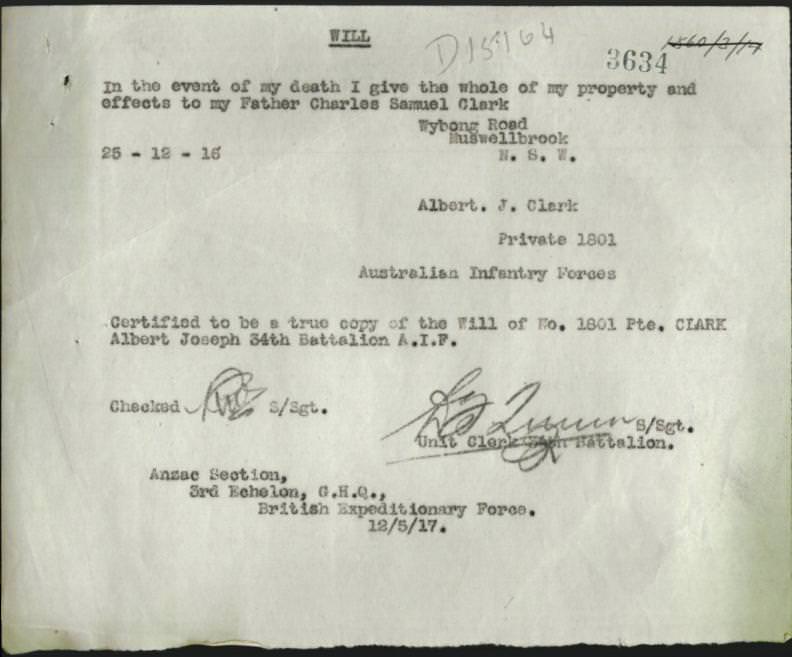 WILL
D15164
3634
1560/3/14
In the event of my death I give the whole of my property and
effects to my Father Charles Samuel Clark
Wybong Road
Muswellbrook
25 - 12 - 16
N. S. W.
Albert. J. Clark
Private 1801
Australian Infantry Forces
Certified to be a true copy of the Will of No. 1801 Pte. CLARK
Albert Joseph 34th Battalion A.I.F.
Checked S/Sgt.
S/Sgt.
Unit Clerk 34th Battalion.
Anzac Section,
3rd Echelon, G.H.Q.,
British Expeditionary Force.
12/5/17.